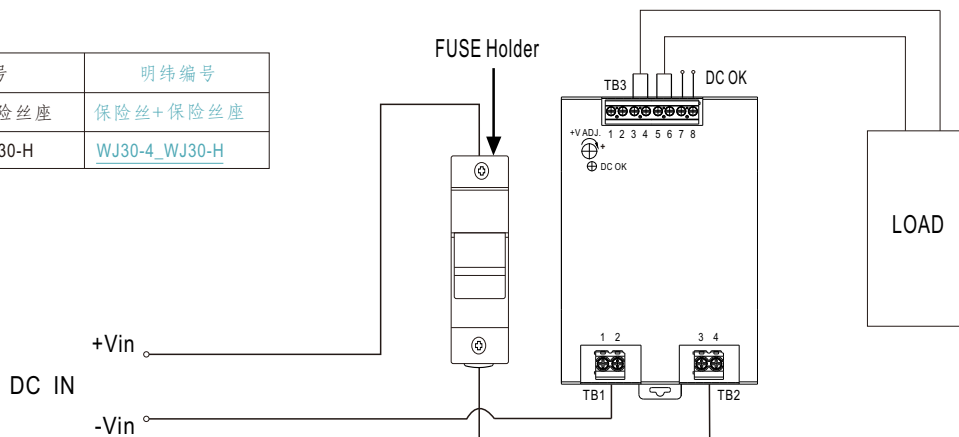 号 明纬编号
险丝座 保险丝+保险丝座
30-H WJ30-4_WJ30-H
FUSE Holder
TB3 DC OK
+V ADJ. 1 2 3 4 5 6 7 8
+
DC OK
LOAD
+Vin
1 2 3 4
DC IN
TB1 TB2
-Vin